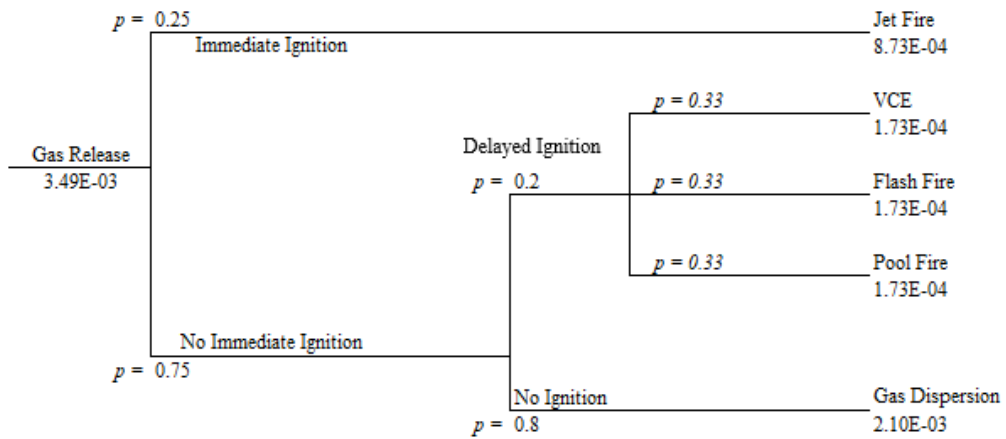 p = 0.25
Jet Fire
Immediate Ignition
8.73E-04
p = 0.33
VCE
1.73E-04
Gas Release
3.49E-03
Delayed Ignition
p = 0.2
p = 0.33
Flash Fire
1.73E-04
p = 0.33
Pool Fire
1.73E-04
No Immediate Ignition
p = 0.75
No Ignition
p = 0.8
Gas Dispersion
2.10E-03